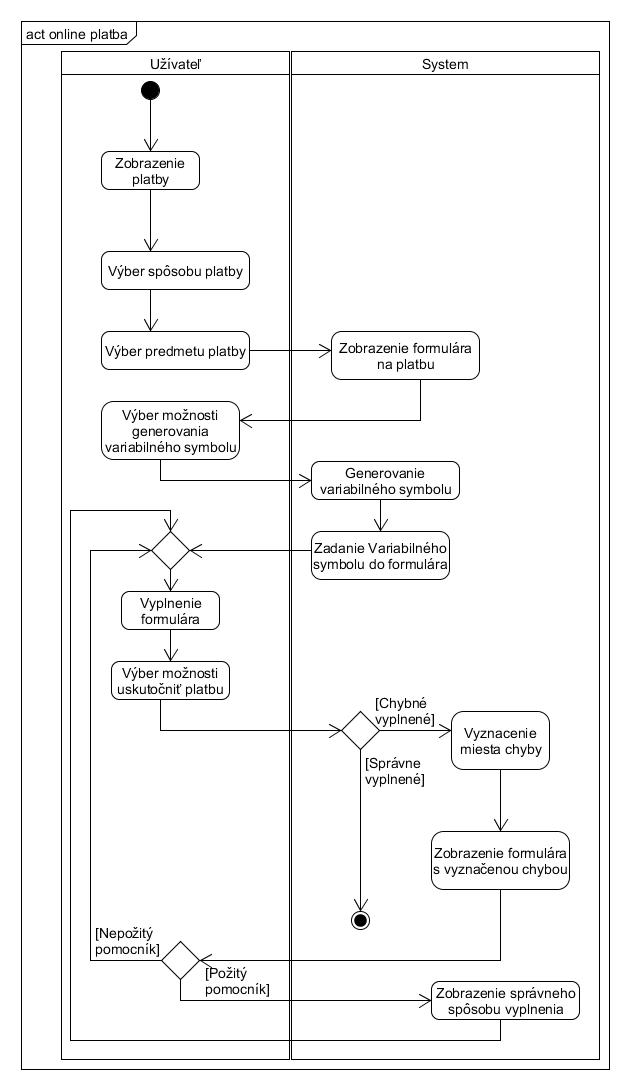 act online platba
Užívateľ
System
Zobrazenie
platby
Výber spôsobu platby
Výber predmetu platby
Zobrazenie formulára
na platbu
Výber možnosti
generovania
variabilného symbolu
Generovanie
variabilného symbolu
Zadanie Variabilného
symbolu do formulára
Vyplnenie
formulára
Výber možnosti
uskutočniť platbu
[Chybné
vyplnené]
Vyznacenie
miesta chyby
[Správne
vyplnené]
Zobrazenie formulára
s vyznačenou chybou
[Nepožitý
pomocník]
[Požitý
pomocník]
Zobrazenie správneho
spôsobu vyplnenia